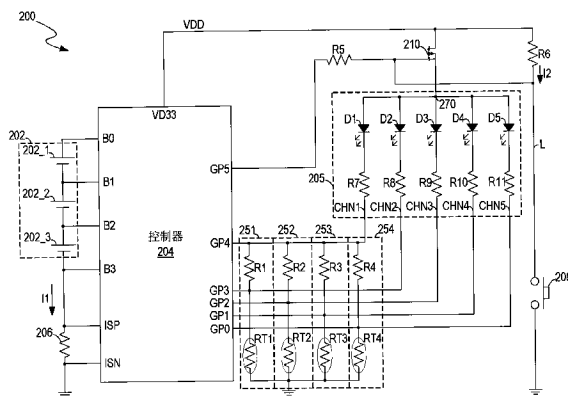 200
VDD
210
R5
R6
I2
VD33
270
202
202_1
202_2
202_3
B0
B1
B2
B3
GP5
D1 D2 D3 D4 D5
L
205
R7 R8 R9 R10 R11
CHN1 CHN2 CHN3 CHN4 CHN5
控制器
204
251 252 253 254
GP4
R1 R2 R3 R4
GP3
GP2
GP1
GP0
I1
206
ISP
ISN
RT1 RT2 RT3 RT4